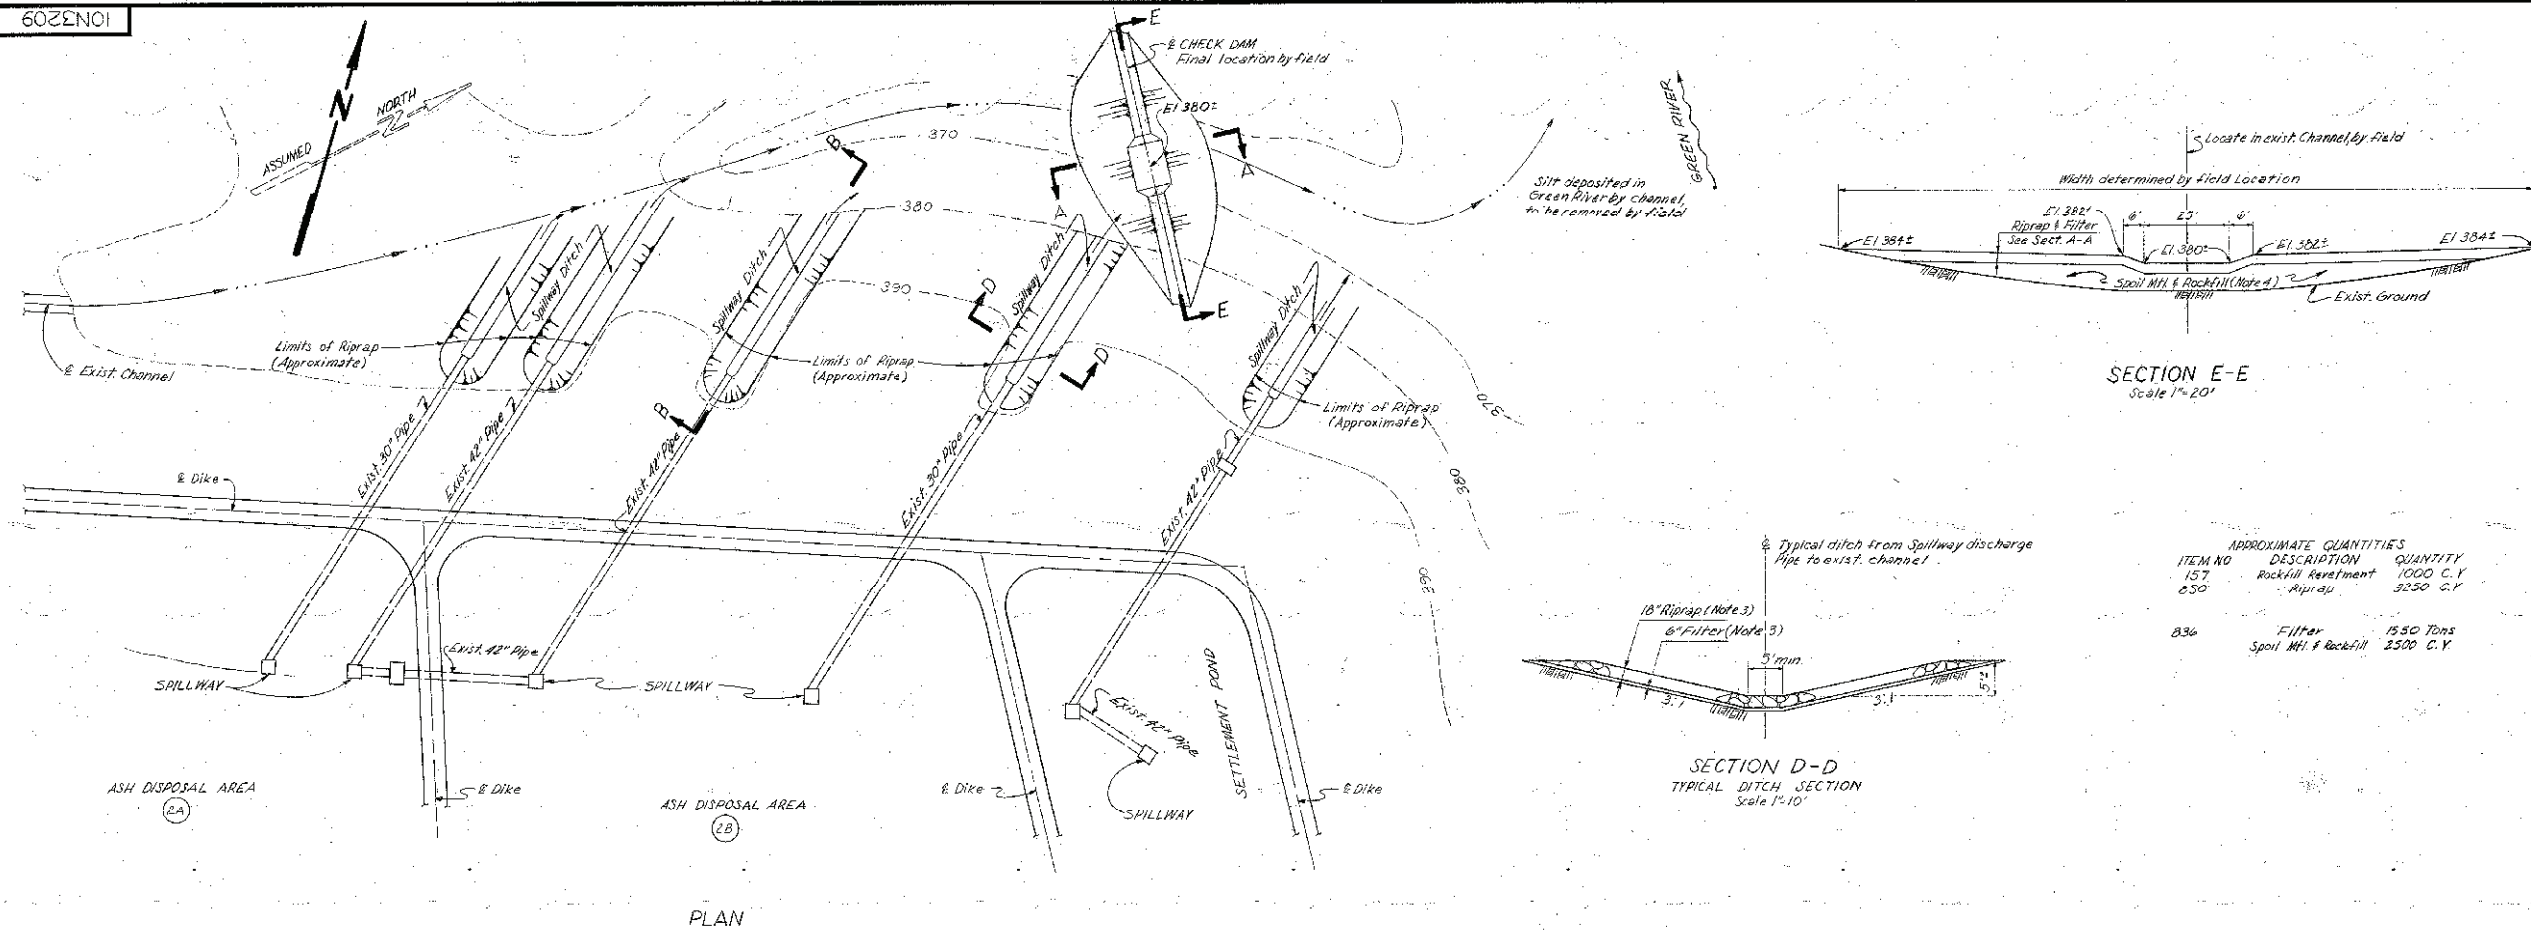 10N3209
N
ASSUMED
NORTH
E
℄ CHECK DAM
Final location by field
El 380±
370
B
A
A
380
390
D
D
E
B
Spillway Ditch
Spillway Ditch
Spillway Ditch
Spillway Ditch
Limits of Riprap
(Approximate)
Limits of Riprap
(Approximate)
Limits of Riprap
(Approximate)
370
380
390
℄ Exist. Channel
℄ Dike
Exist. 30" Pipe
Exist. 42" Pipe
Exist. 42" Pipe
Exist. 30" Pipe
Exist. 42" Pipe
Exist. 42" Pipe
Exist. 42" Pipe
SPILLWAY
SPILLWAY
SPILLWAY
SETTLEMENT POND
ASH DISPOSAL AREA
2A
℄ Dike
ASH DISPOSAL AREA
2B
℄ Dike
℄ Dike
PLAN
Silt deposited in
Green River by channel,
to be removed by field
GREEN RIVER
Locate in exist. Channel, by field
Width determined by field Location
El 384±
Riprap & Filter
See Sect. A-A
El. 382±
6'
6'
El. 380±
El. 382±
El 384±
Spoil Mtl. & Rockfill (Note 4)
Exist. Ground
SECTION E-E
Scale 1"=20'
℄ Typical ditch from Spillway discharge
Pipe to exist. channel
18" Riprap (Note 3)
6" Filter (Note 3)
5' min.
3:1
3:1
5'±
SECTION D-D
TYPICAL DITCH SECTION
Scale 1"=10'
APPROXIMATE QUANTITIES
ITEM NO DESCRIPTION QUANTITY
157 Rockfill Revetment 1000 C.Y.
Riprap 3250 C.Y.
836 Filter 1550 Tons
Spoil Mtl. & Rockfill 2500 C.Y.